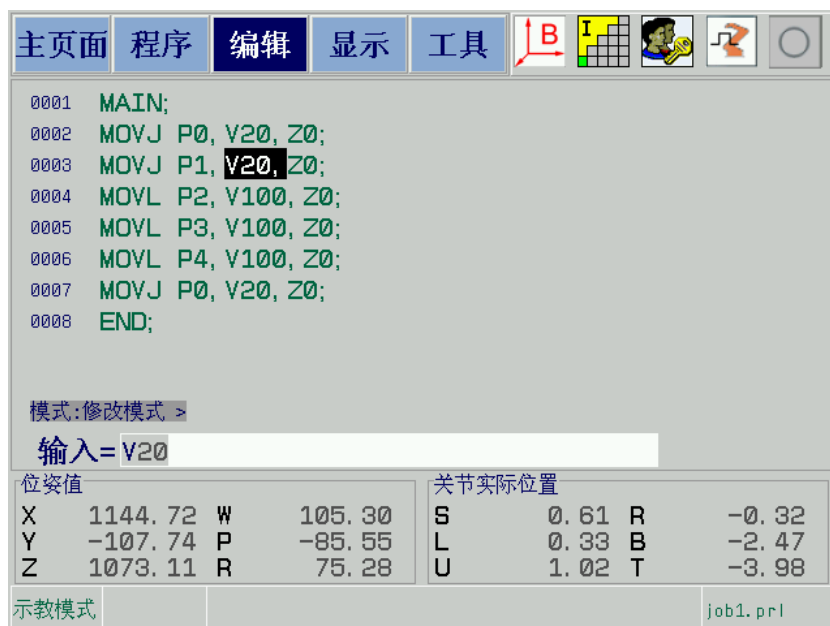 主页面 程序 编辑 显示 工具 B I
0001 MAIN;
0002 MOVJ P0, V20, Z0;
0003 MOVJ P1, V20, Z0;
0004 MOVL P2, V100, Z0;
0005 MOVL P3, V100, Z0;
0006 MOVL P4, V100, Z0;
0007 MOVJ P0, V20, Z0;
0008 END;
模式:修改模式 >
输入= V20
位姿值 关节实际位置
X 1144.72 W 105.30 S 0.61 R -0.32
Y -107.74 P -85.55 L 0.33 B -2.47
Z 1073.11 R 75.28 U 1.02 T -3.98
示教模式 job1.prl